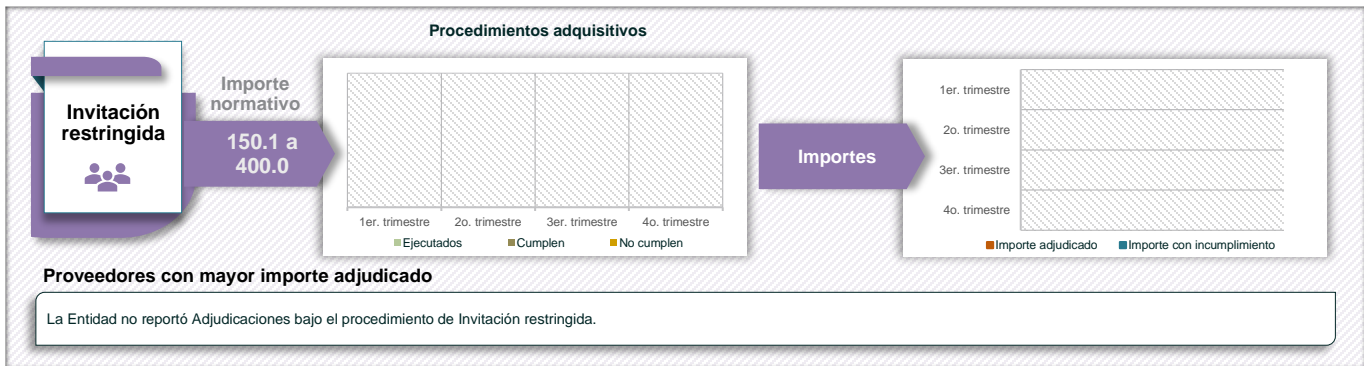 Procedimientos adquisitivos
Invitación
restringida
Importe
normativo
150.1 a
400.0
1er. trimestre 2o. trimestre 3er. trimestre 4o. trimestre
Ejecutados Cumplen No cumplen
Importes
1er. trimestre
2o. trimestre
3er. trimestre
4o. trimestre
Importe adjudicado Importe con incumplimiento
Proveedores con mayor importe adjudicado
La Entidad no reportó Adjudicaciones bajo el procedimiento de Invitación restringida.